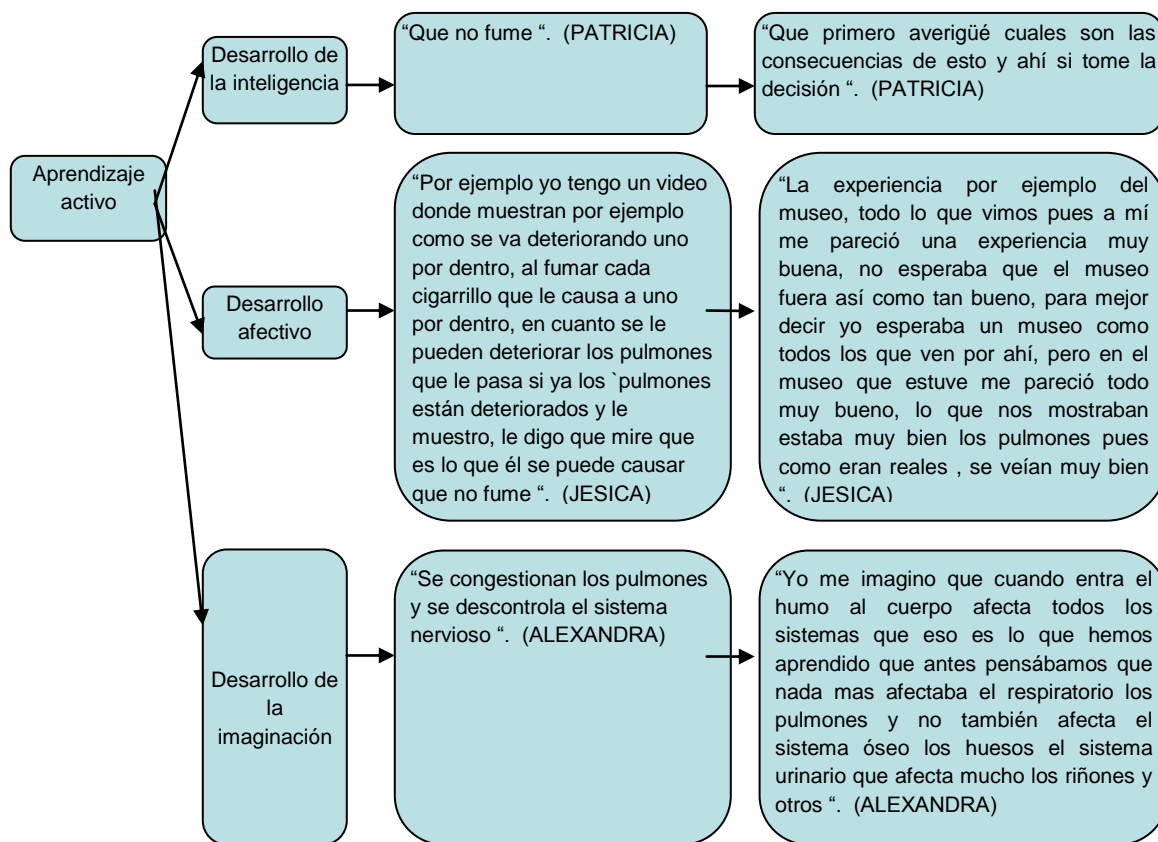 Aprendizaje
activo
Desarrollo de
la inteligencia
“Que no fume “. (PATRICIA)
“Que primero averigüé cuales son las
consecuencias de esto y ahí si tome la
decisión “. (PATRICIA)
Desarrollo
afectivo
“Por ejemplo yo tengo un video
donde muestran por ejemplo
como se va deteriorando uno
por dentro, al fumar cada
cigarrillo que le causa a uno
por dentro, en cuanto se le
pueden deteriorar los pulmones
que le pasa si ya los `pulmones
están deteriorados y le
muestro, le digo que mire que
es lo que él se puede causar
que no fume “. (JESICA)
“La experiencia por ejemplo del
museo, todo lo que vimos pues a mí
me pareció una experiencia muy
buena, no esperaba que el museo
fuera así como tan bueno, para mejor
decir yo esperaba un museo como
todos los que ven por ahí, pero en el
museo que estuve me pareció todo
muy bueno, lo que nos mostraban
estaba muy bien los pulmones pues
como eran reales , se veían muy bien
“. (JESICA)
Desarrollo de
la
imaginación
“Se congestionan los pulmones
y se descontrola el sistema
nervioso “. (ALEXANDRA)
“Yo me imagino que cuando entra el
humo al cuerpo afecta todos los
sistemas que eso es lo que hemos
aprendido que antes pensábamos que
nada mas afectaba el respiratorio los
pulmones y no también afecta el
sistema óseo los huesos el sistema
urinario que afecta mucho los riñones y
otros “. (ALEXANDRA)